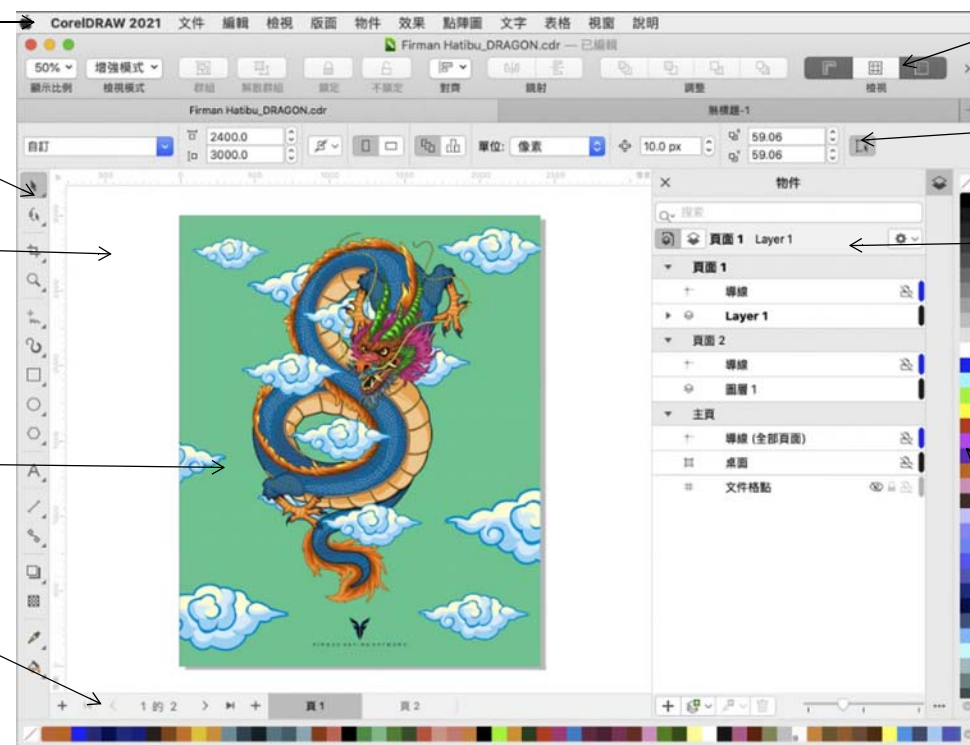 CorelDRAW 2021 文件 編輯 檢視 版面 物件 效果 點陣圖 文字 表格 視窗 說明
Firman Hatibu_DRAGON.cdr — 已編輯
50% 增強模式
顯示比例 檢視模式 群組 解散群組 鎖定 不鎖定 對齊 鏡射 調整 檢視
Firman Hatibu_DRAGON.cdr 無標題-1
自訂 2400.0 3000.0 單位: 像素 10.0 px 59.06 59.06
物件
搜索
頁面 1 Layer 1
頁面 1
導線
Layer 1
頁面 2
導線
圖層 1
主頁
導線 (全部頁面)
桌面
文件格點
1 的 2 頁 1 頁 2